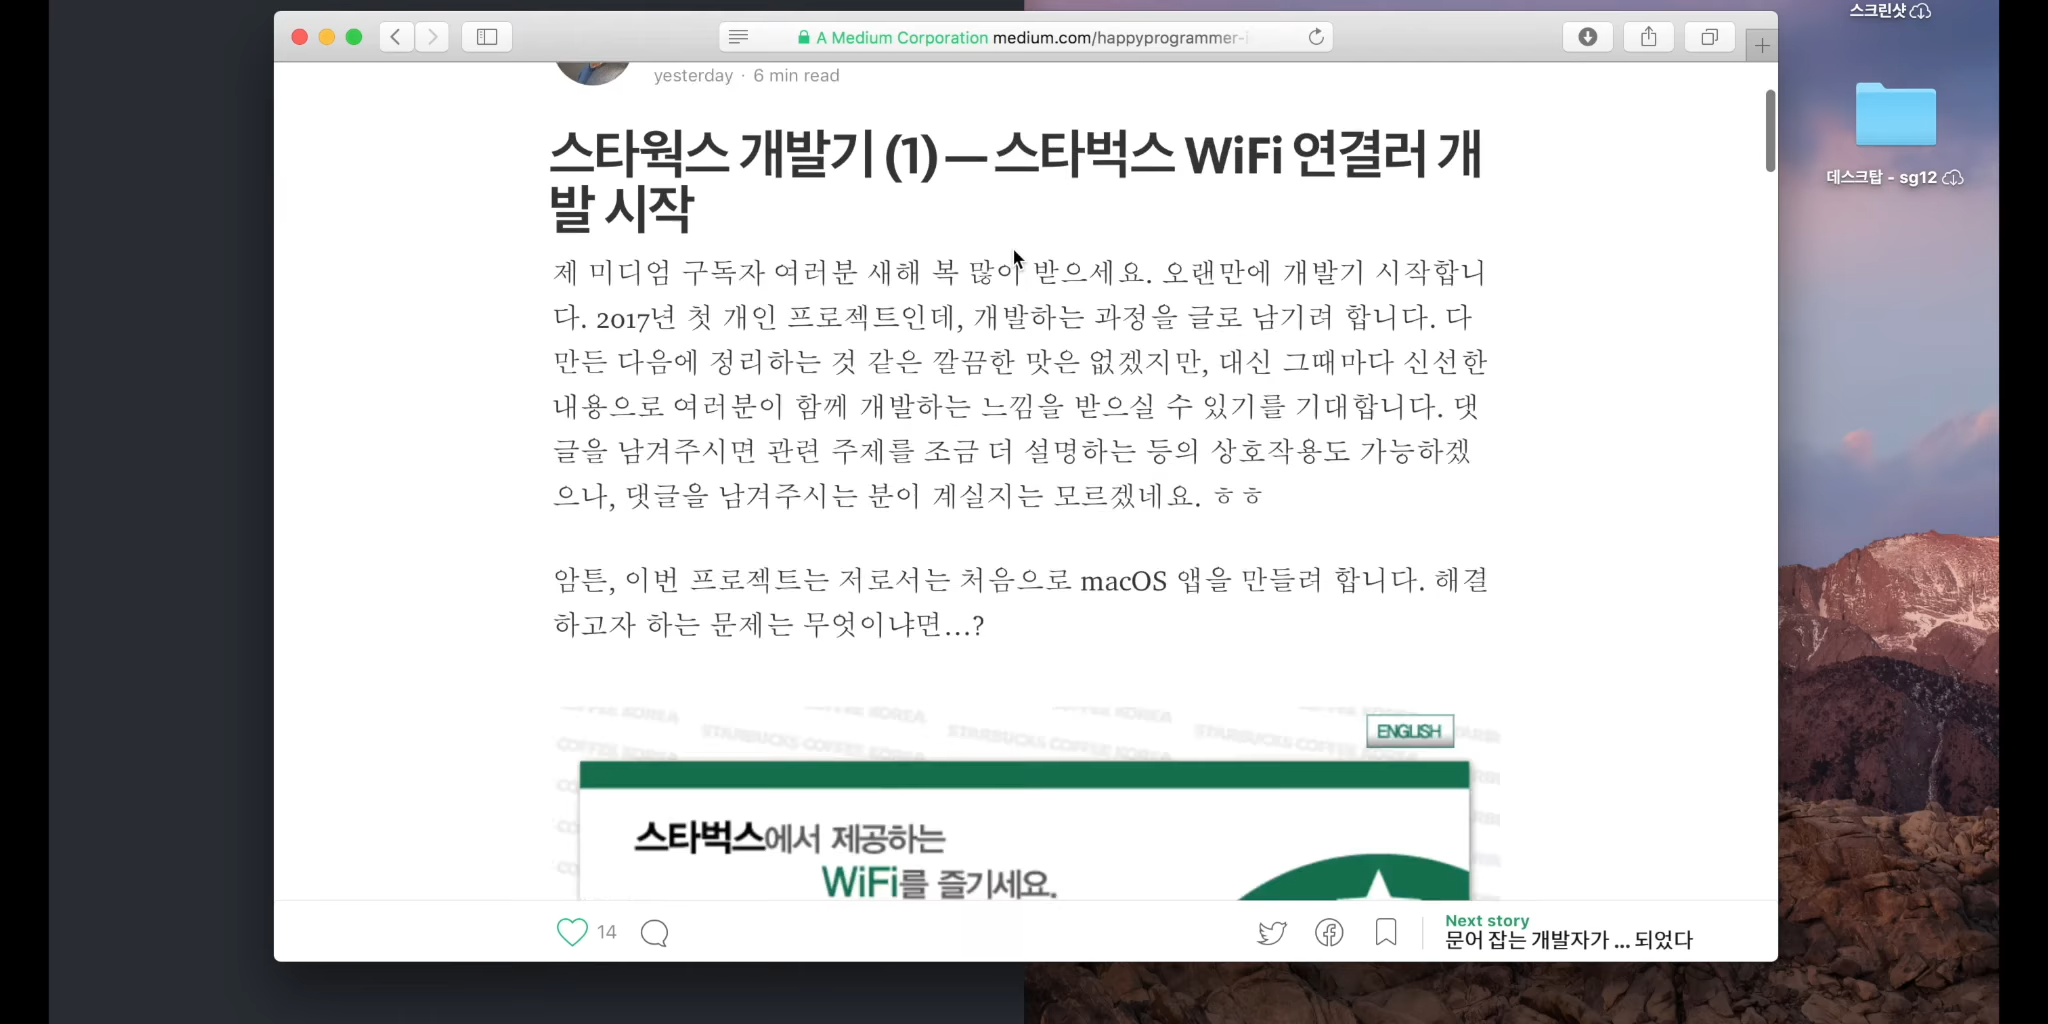 스크린샷
A Medium Corporation medium.com/happyprogrammer-
yesterday · 6 min read
데스크탑 - sg12
스타웍스 개발기 (1) — 스타벅스 WiFi 연결러 개
발 시작
제 미디엄 구독자 여러분 새해 복 많이 받으세요. 오랜만에 개발기 시작합니
다. 2017년 첫 개인 프로젝트인데, 개발하는 과정을 글로 남기려 합니다. 다
만든 다음에 정리하는 것 같은 깔끔한 맛은 없겠지만, 대신 그때마다 신선한
내용으로 여러분이 함께 개발하는 느낌을 받으실 수 있기를 기대합니다. 댓
글을 남겨주시면 관련 주제를 조금 더 설명하는 등의 상호작용도 가능하겠
으나, 댓글을 남겨주시는 분이 계실지는 모르겠네요. ㅎㅎ
암튼, 이번 프로젝트는 저로서는 처음으로 macOS 앱을 만들려 합니다. 해결
하고자 하는 문제는 무엇이냐면…?
STARBUCKS COFFEE KOREA
ENGLISH
스타벅스에서 제공하는
WiFi를 즐기세요.
14
Next story
문어 잡는 개발자가 ... 되었다